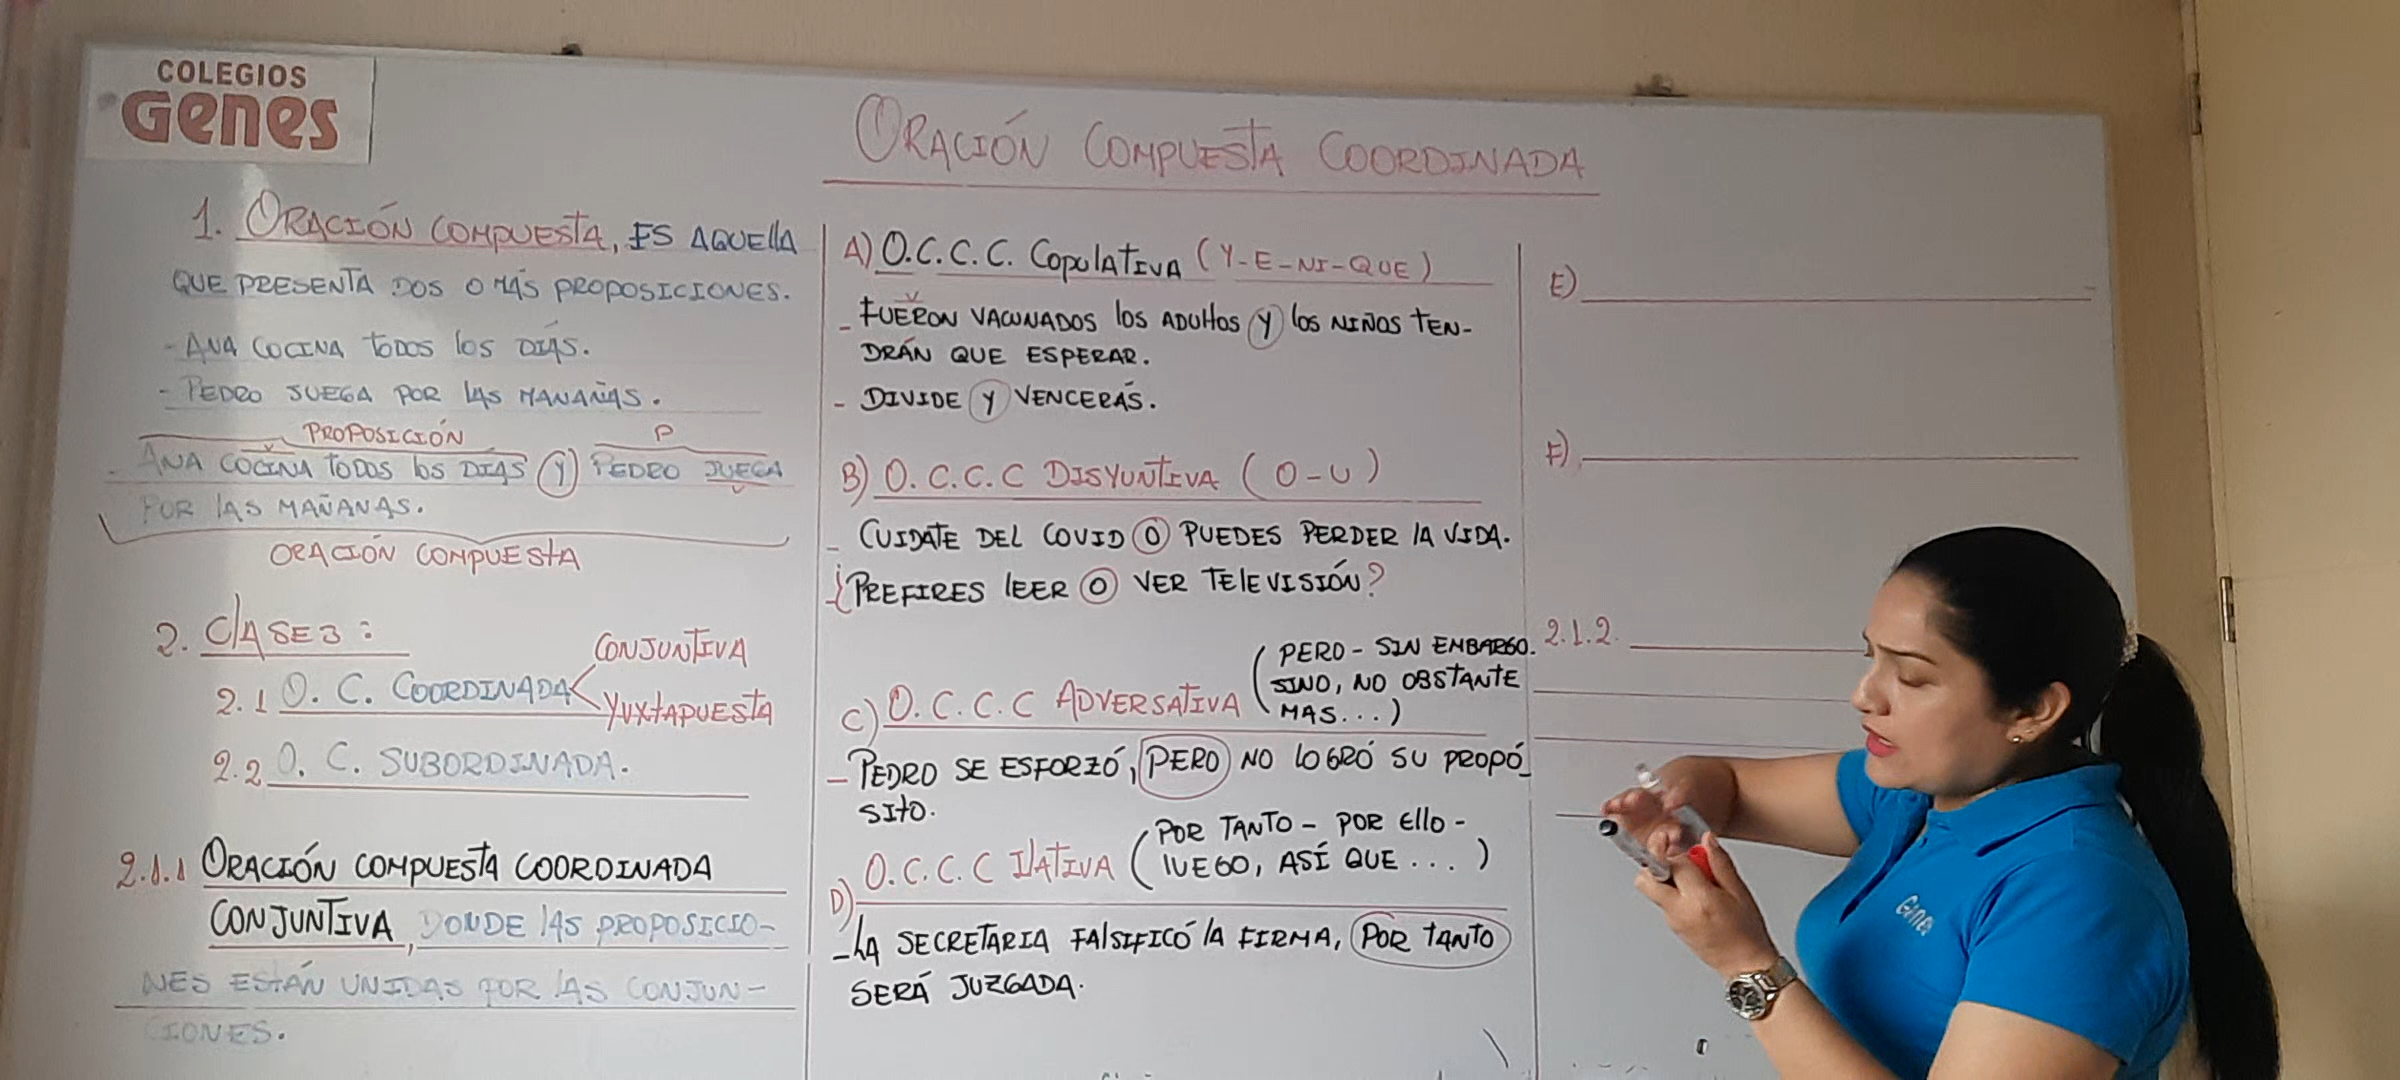 COLEGIOS
Genes
ORACIÓN COMPUESTA COORDINADA
1. ORACIÓN COMPUESTA, ES AQUELLA
QUE PRESENTA DOS O MÁS PROPOSICIONES.
- ANA COCINA TODOS LOS DÍAS.
- PEDRO JUEGA POR LAS MAÑANAS.
PROPOSICIÓN P
- ANA COCINA TODOS LOS DÍAS Y PEDRO JUEGA
POR LAS MAÑANAS.
ORACIÓN COMPUESTA
2. CLASES:
CONJUNTIVA
2.1 O. C. COORDINADA
YUXTAPUESTA
2.2 O. C. SUBORDINADA.
2.1.1 ORACIÓN COMPUESTA COORDINADA
CONJUNTIVA, DONDE LAS PROPOSICIO-
NES ESTÁN UNIDAS POR LAS CONJUN-
CIONES.
A) O.C.C.C. COPULATIVA (Y-E-NI-QUE)
- FUERON VACUNADOS LOS ADULTOS Y LOS NIÑOS TEN-
DRÁN QUE ESPERAR.
- DIVIDE Y VENCERÁS.
B) O.C.C.C DISYUNTIVA (O-U)
- CUIDATE DEL COVID O PUEDES PERDER LA VIDA.
- ¿PREFIRES LEER O VER TELEVISIÓN?
(PERO - SIN EMBARGO.
SINO, NO OBSTANTE
C) O.C.C.C ADVERSATIVA
MAS...)
- PEDRO SE ESFORZÓ, PERO NO LOGRÓ SU PROPÓ-
SITO.
(POR TANTO - POR ELLO -
D) O.C.C.C ILATIVA
LUEGO, ASÍ QUE...)
- LA SECRETARIA FALSIFICÓ LA FIRMA, POR TANTO
SERÁ JUZGADA.
E)
F)
2.1.2.
Genes